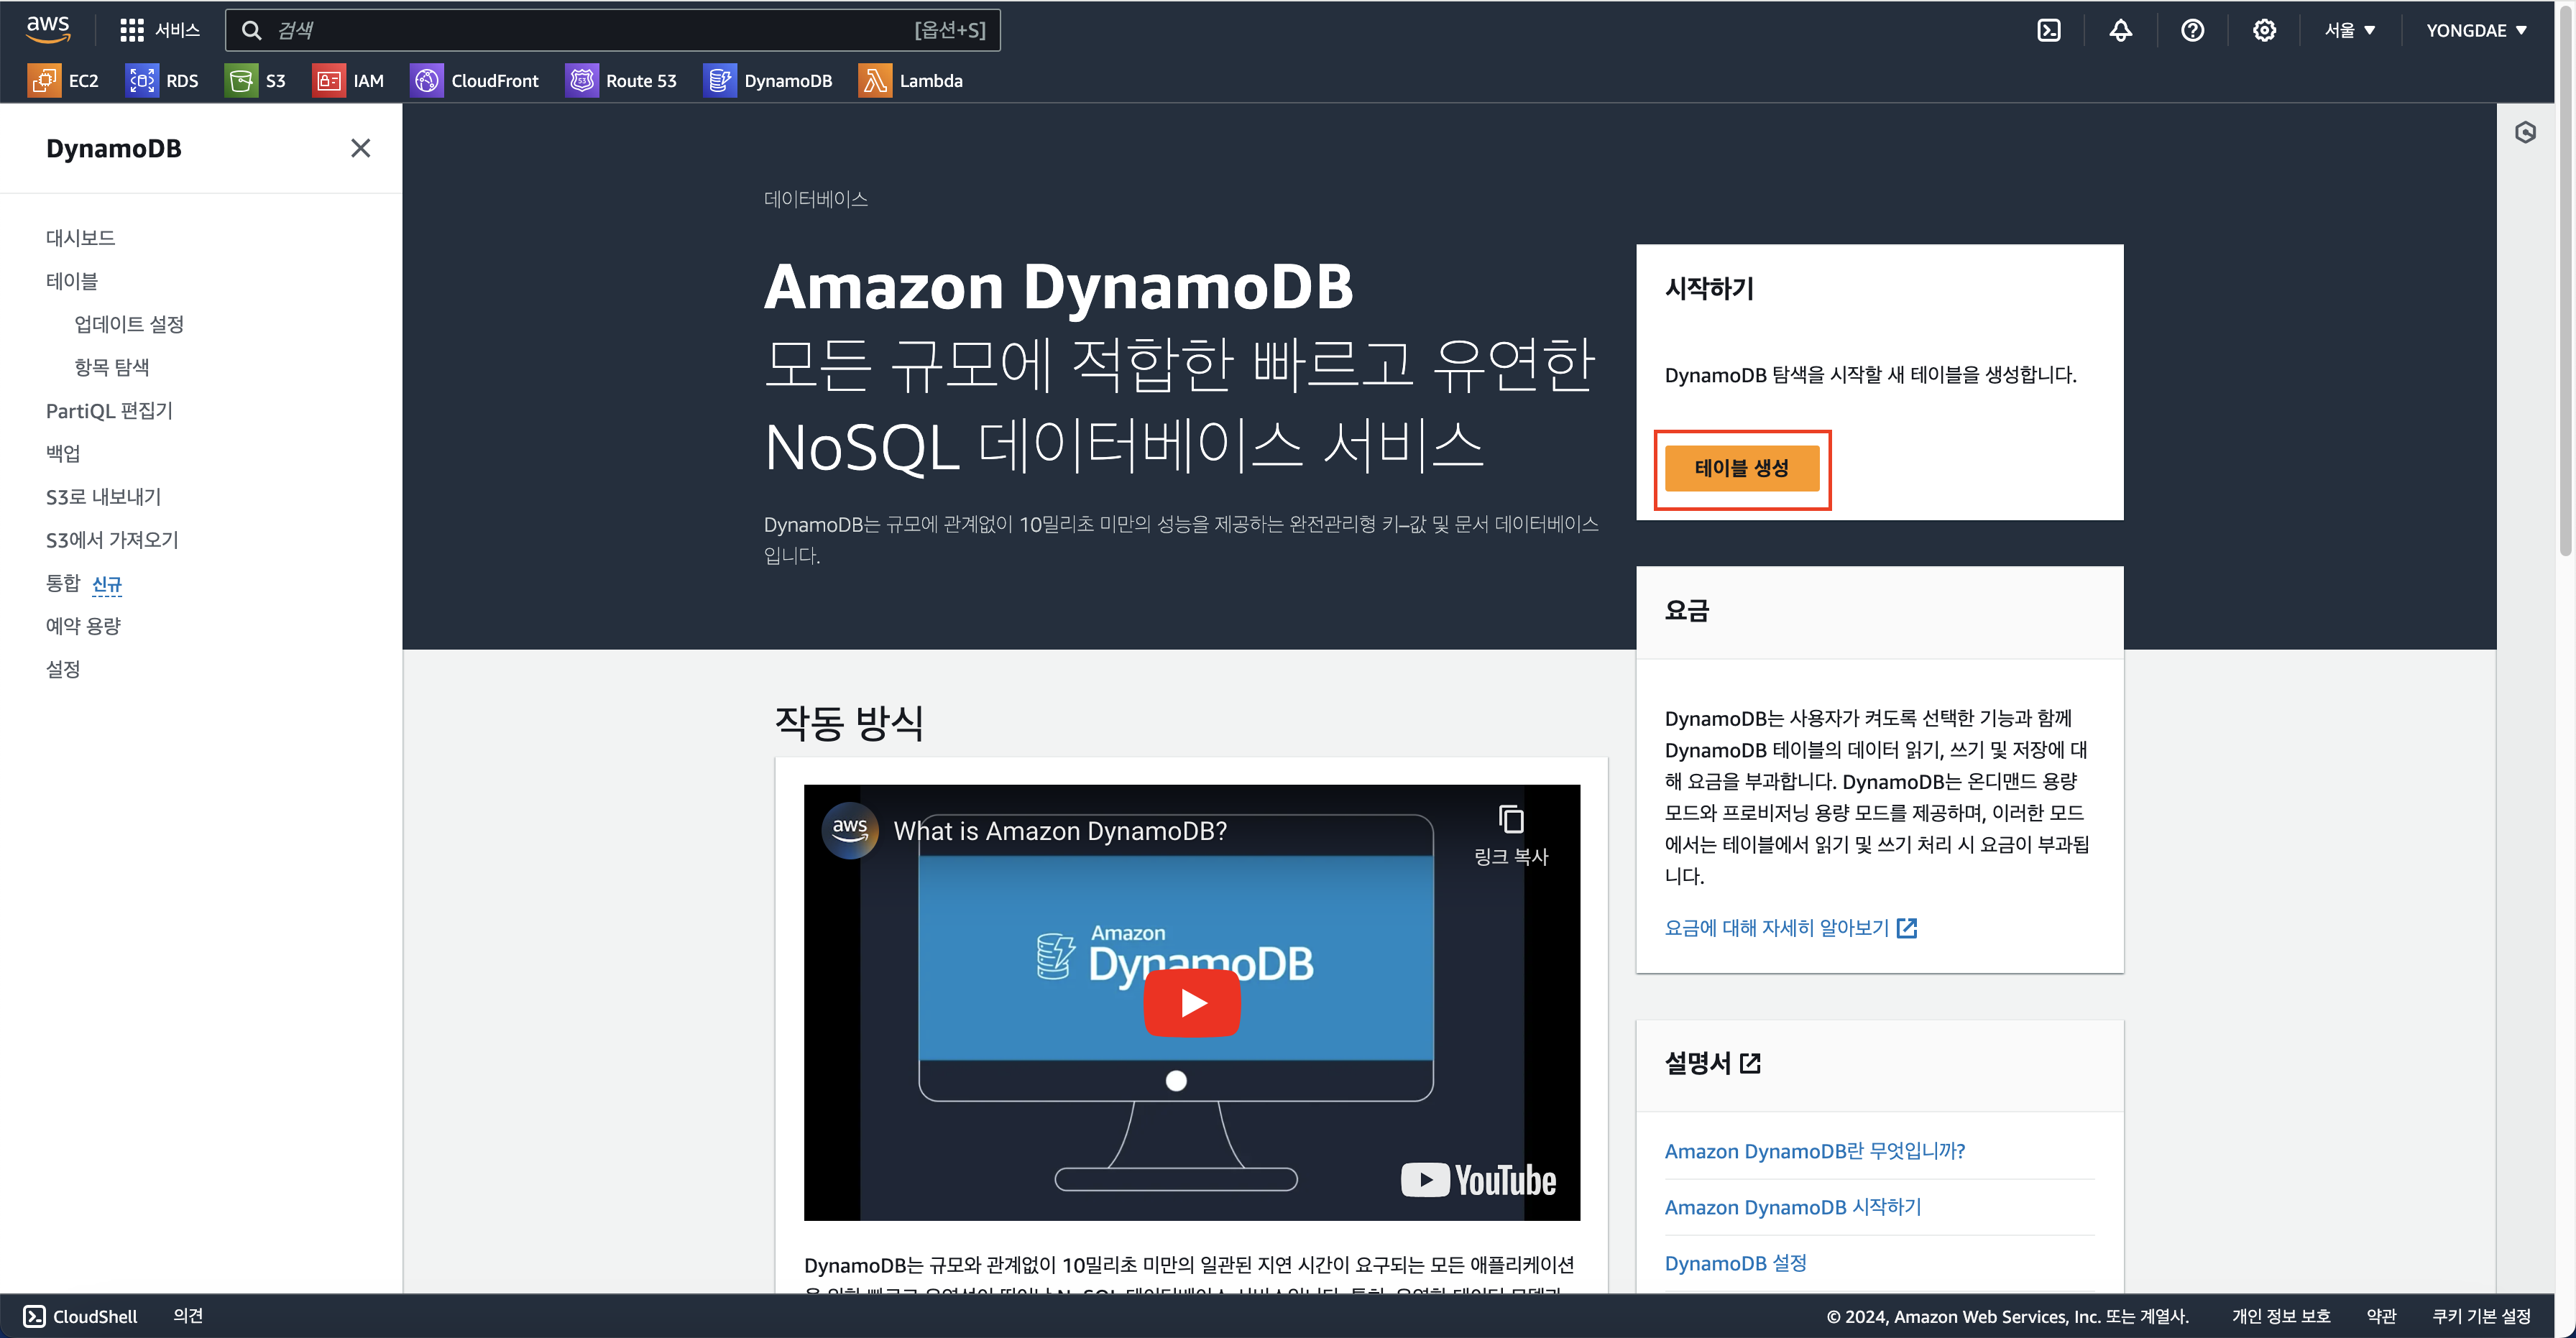 aws
서비스
검색
[옵션+S]
서울
YONGDAE
EC2
RDS
S3
IAM
CloudFront
Route 53
DynamoDB
Lambda
DynamoDB
대시보드
테이블
업데이트 설정
항목 탐색
PartiQL 편집기
백업
S3로 내보내기
S3에서 가져오기
통합 신규
예약 용량
설정
데이터베이스
Amazon DynamoDB
모든 규모에 적합한 빠르고 유연한
NoSQL 데이터베이스 서비스
DynamoDB는 규모에 관계없이 10밀리초 미만의 성능을 제공하는 완전관리형 키-값 및 문서 데이터베이스
입니다.
시작하기
DynamoDB 탐색을 시작할 새 테이블을 생성합니다.
테이블 생성
요금
DynamoDB는 사용자가 켜도록 선택한 기능과 함께
DynamoDB 테이블의 데이터 읽기, 쓰기 및 저장에 대
해 요금을 부과합니다. DynamoDB는 온디맨드 용량
모드와 프로비저닝 용량 모드를 제공하며, 이러한 모드
에서는 테이블에서 읽기 및 쓰기 처리 시 요금이 부과됩
니다.
요금에 대해 자세히 알아보기
작동 방식
aws
What is Amazon DynamoDB?
링크 복사
Amazon
DynamoDB
YouTube
DynamoDB는 규모와 관계없이 10밀리초 미만의 일관된 지연 시간이 요구되는 모든 애플리케이션
설명서
Amazon DynamoDB란 무엇입니까?
Amazon DynamoDB 시작하기
DynamoDB 설정
CloudShell
의견
© 2024, Amazon Web Services, Inc. 또는 계열사.
개인 정보 보호
약관
쿠키 기본 설정